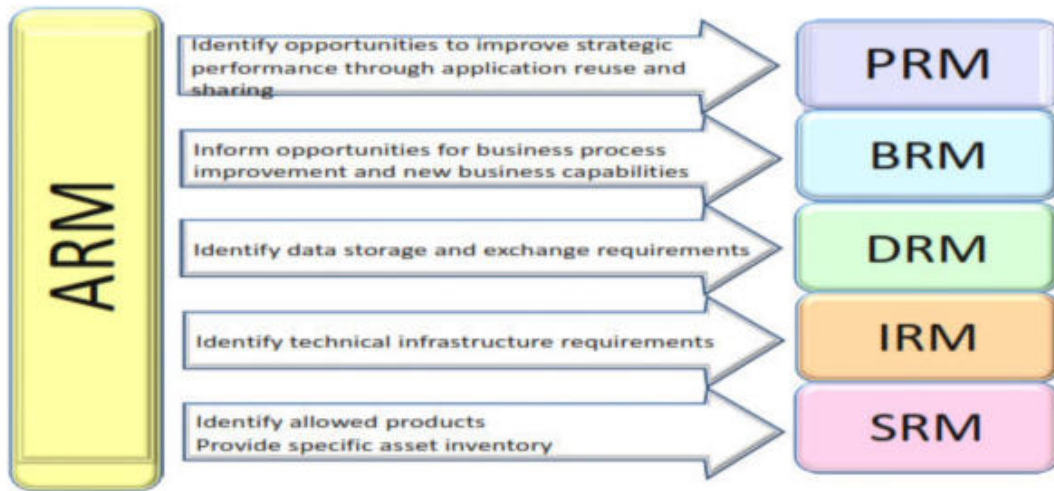 ARM
Identify opportunities to improve strategic
performance through application reuse and
sharing
PRM
Inform opportunities for business process
improvement and new business capabilities
BRM
Identify data storage and exchange requirements
DRM
Identify technical infrastructure requirements
IRM
Identify allowed products
Provide specific asset inventory
SRM